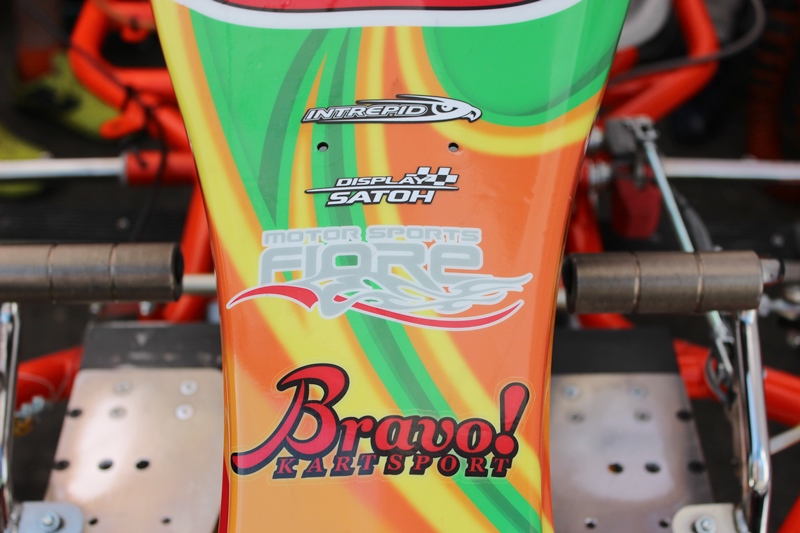 INTREPID
DISPLAY
SATOH
MOTOR SPORTS
FIORE
Bravo!
KARTSPORT